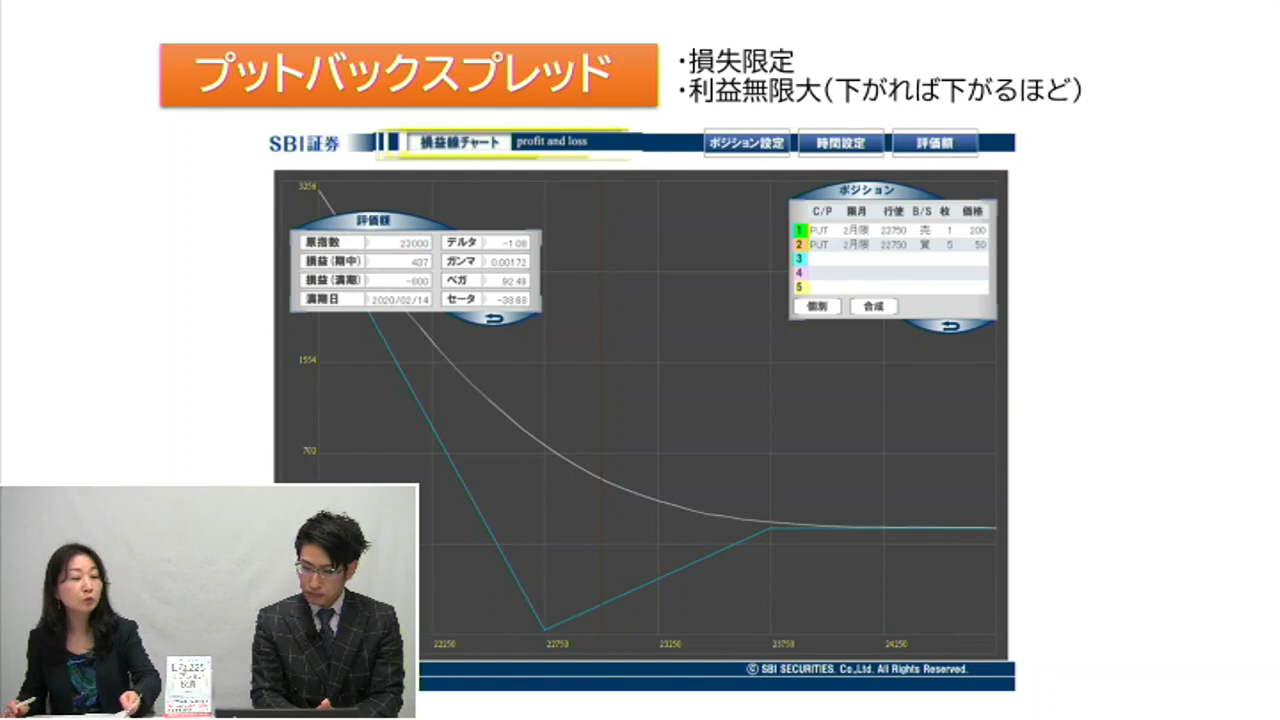 プットバックスプレッド
・損失限定
・利益無限大(下がれば下がるほど)
SBI証券
損益線チャート
profit and loss
ポジション設定
時間設定
評価額
3256
1554
703
評価額
原指数 23000 デルタ -1.08
損益(期中) 437 ガンマ 0.00172
損益(満期) -800 ベガ 92.49
満期日 2020/02/14 セータ -38.68
ポジション
C/P 限月 行使 B/S 枚 価格
1 PUT 2月限 23750 売 1 200
2 PUT 2月限 22750 買 5 50
3
4
5
個別 合成
22250 22750 23250 23750 24250
© SBI SECURITIES. Co.,Ltd. All Rights Reserved.